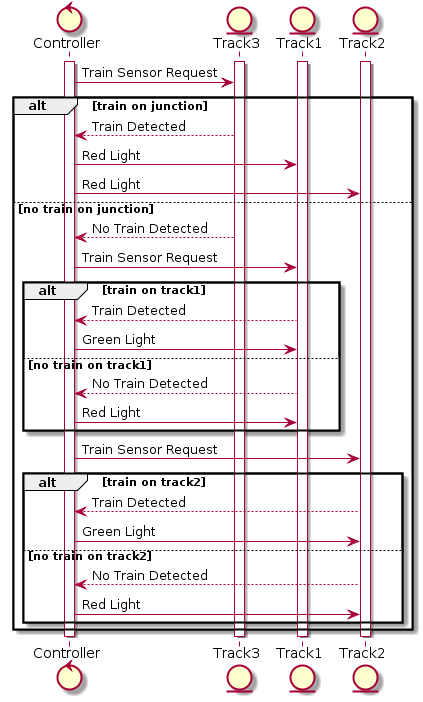 Controller Track3 Track1 Track2
Train Sensor Request
alt [train on junction]
Train Detected
Red Light
Red Light
[no train on junction]
No Train Detected
Train Sensor Request
alt [train on track1]
Train Detected
Green Light
[no train on track1]
No Train Detected
Red Light
Train Sensor Request
alt [train on track2]
Train Detected
Green Light
[no train on track2]
No Train Detected
Red Light
Controller Track3 Track1 Track2